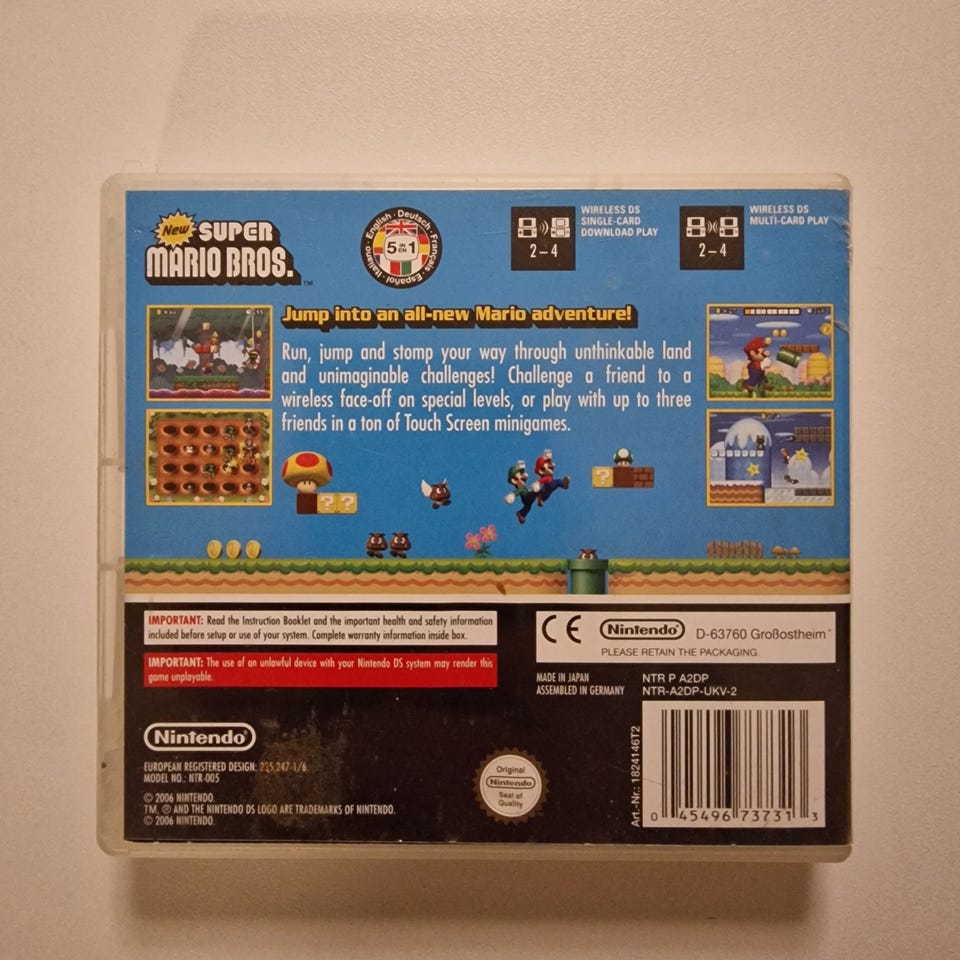 New SUPER
MARIO BROS.™
English · Deutsch · Français · Español · Italiano
5 IN EN 1
WIRELESS DS
SINGLE-CARD
DOWNLOAD PLAY
2–4
WIRELESS DS
MULTI-CARD PLAY
2–4
Jump into an all-new Mario adventure!
Run, jump and stomp your way through unthinkable land
and unimaginable challenges! Challenge a friend to a
wireless face-off on special levels, or play with up to three
friends in a ton of Touch Screen minigames.
IMPORTANT: Read the Instruction Booklet and the important health and safety information
included before setup or use of your system. Complete warranty information inside box.
IMPORTANT: The use of an unlawful device with your Nintendo DS system may render this
game unplayable.
CE Nintendo D-63760 Großostheim
PLEASE RETAIN THE PACKAGING.
MADE IN JAPAN
ASSEMBLED IN GERMANY
NTR P A2DP
NTR-A2DP-UKV-2
Nintendo®
EUROPEAN REGISTERED DESIGN: 235.247-1/6.
MODEL NO.: NTR-005
© 2006 NINTENDO.
TM, ® AND THE NINTENDO DS LOGO ARE TRADEMARKS OF NINTENDO.
© 2006 NINTENDO.
Original
Nintendo
Seal of
Quality
Art.-Nr.: 1824146T2
0 45496 73731 3